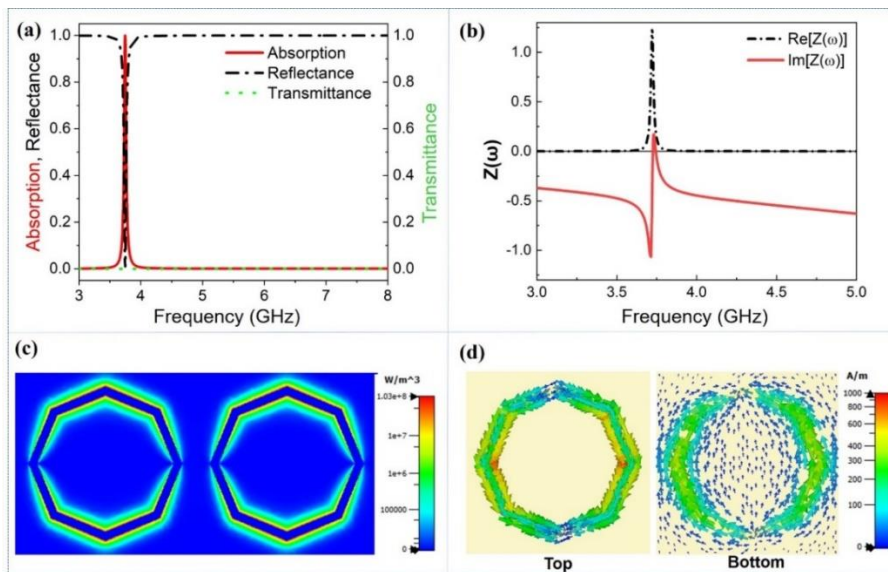 (a)
Absorption, Reflectance
1.0
0.8
0.6
0.4
0.2
0.0
Absorption
Reflectance
Transmittance
1.0
0.8
0.6
0.4
0.2
0.0
Transmittance
3 4 5 6 7 8
Frequency (GHz)
(b)
Z(ω)
1.0
0.5
0.0
-0.5
-1.0
Re[Z(ω)]
Im[Z(ω)]
3.0 3.5 4.0 4.5 5.0
Frequency (GHz)
(c)
W/m^3
1.03e+8
1e+7
1e+6
100000
0
(d)
A/m
1000
800
600
400
300
200
100
0
Top Bottom